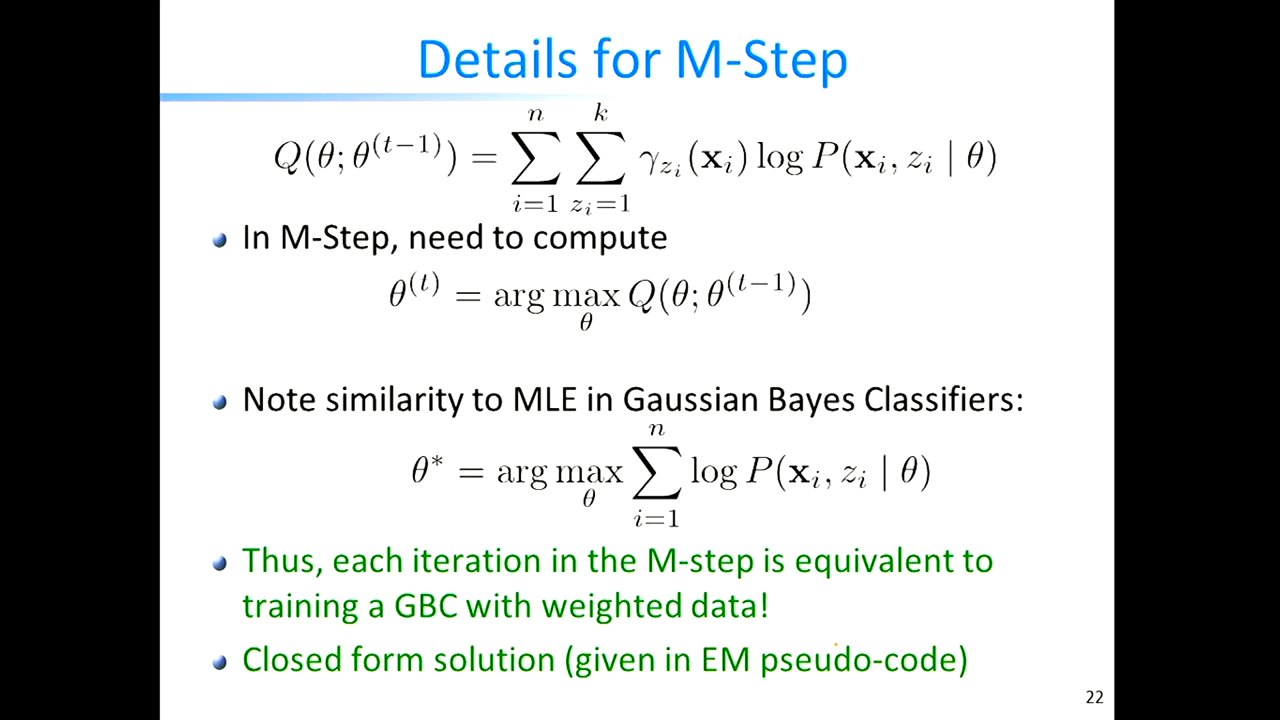 Details for M-Step
Q(θ; θ^{(t−1)}) = \sum_{i=1}^{n} \sum_{z_i=1}^{k} γ_{z_i}(x_i) log P(x_i, z_i | θ)
In M-Step, need to compute
θ^{(t)} = arg max_θ Q(θ; θ^{(t−1)})
Note similarity to MLE in Gaussian Bayes Classifiers:
θ^* = arg max_θ \sum_{i=1}^{n} log P(x_i, z_i | θ)
Thus, each iteration in the M-step is equivalent to
training a GBC with weighted data!
Closed form solution (given in EM pseudo-code)
22